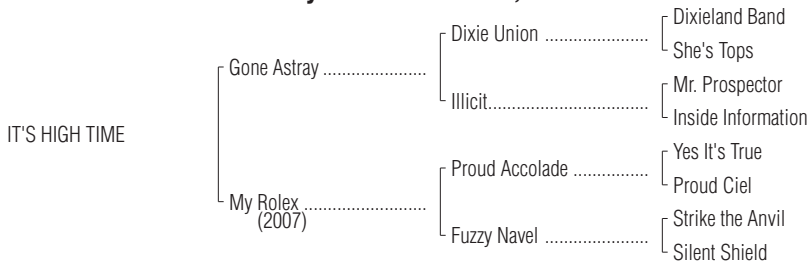 Dixieland Band
Dixie Union ......................
She's Tops
Gone Astray ......................
Mr. Prospector
Illicit..................................
Inside Information
IT'S HIGH TIME
Yes It's True
Proud Accolade ................
Proud Ciel
My Rolex ..........................
(2007)
Strike the Anvil
Fuzzy Navel ......................
Silent Shield